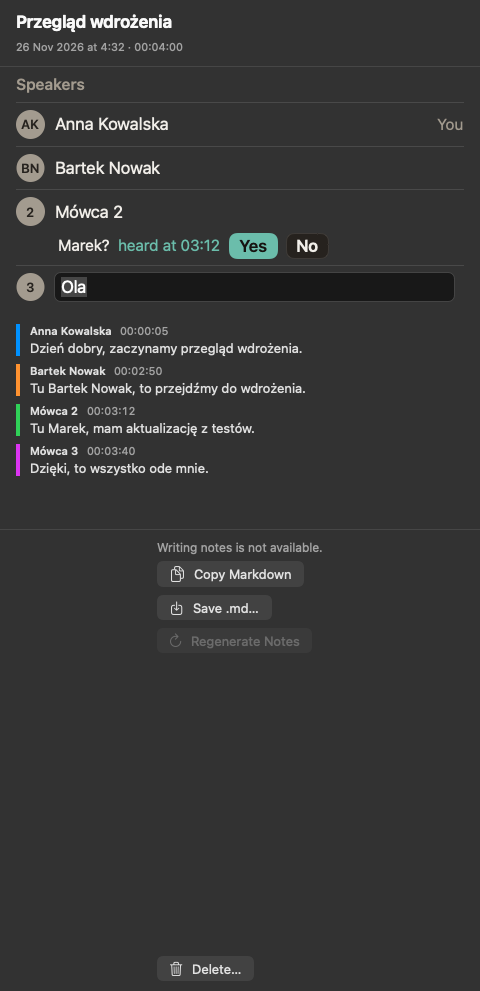 Przegląd wdrożenia
26 Nov 2026 at 4:32 · 00:04:00
Speakers
AK Anna Kowalska You
BN Bartek Nowak
2 Mówca 2
Marek? heard at 03:12 Yes No
3 Ola
Anna Kowalska 00:00:05
Dzień dobry, zaczynamy przegląd wdrożenia.
Bartek Nowak 00:02:50
Tu Bartek Nowak, to przejdźmy do wdrożenia.
Mówca 2 00:03:12
Tu Marek, mam aktualizację z testów.
Mówca 3 00:03:40
Dzięki, to wszystko ode mnie.
Writing notes is not available.
Copy Markdown
Save .md...
Regenerate Notes
Delete...